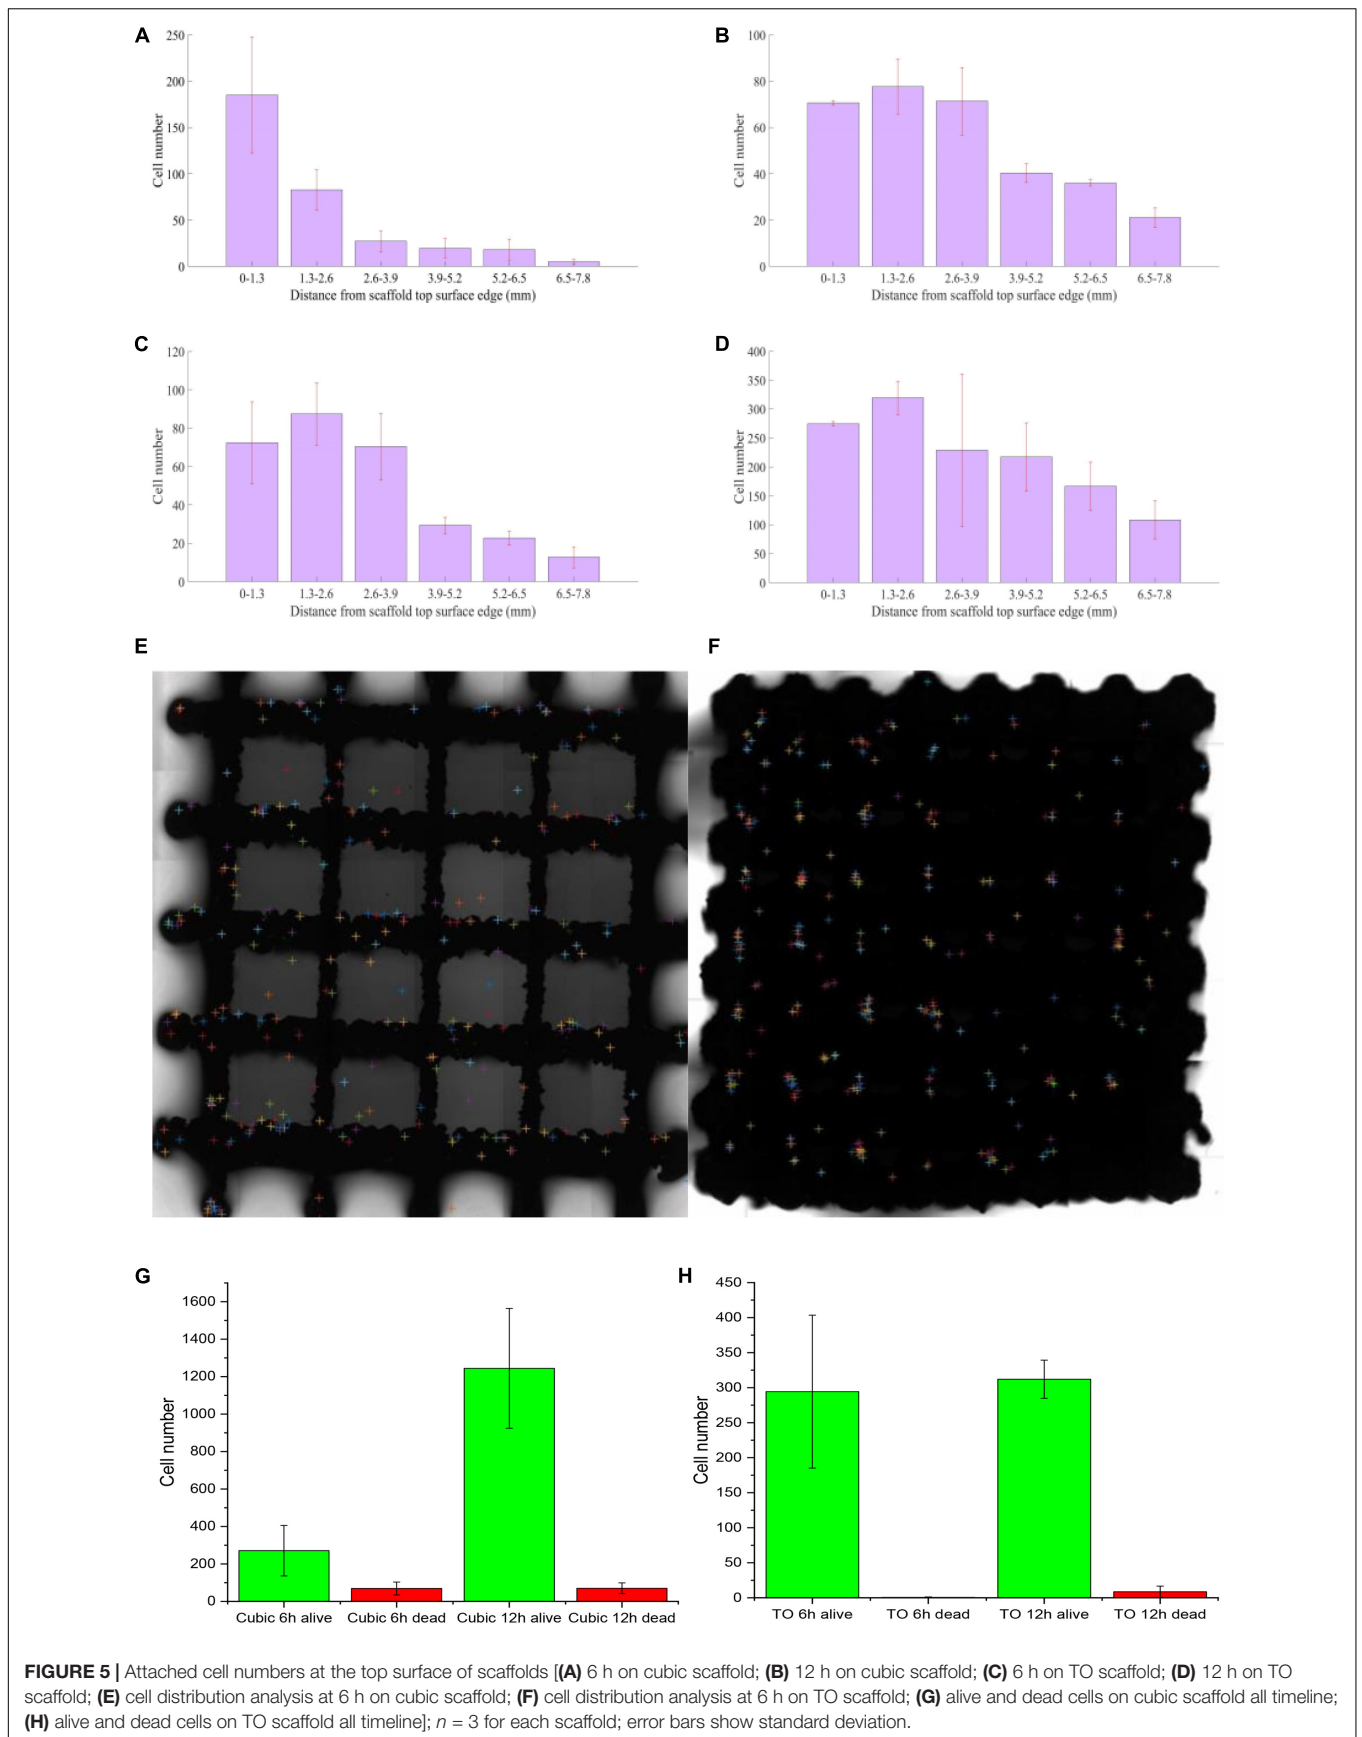 A
250
200
150
100
50
0
Cell number
0-1.3 1.3-2.6 2.6-3.9 3.9-5.2 5.2-6.5 6.5-7.8
Distance from scaffold top surface edge (mm)
B
100
80
60
40
20
0
Cell number
0-1.3 1.3-2.6 2.6-3.9 3.9-5.2 5.2-6.5 6.5-7.8
Distance from scaffold top surface edge (mm)
C
120
100
80
60
40
20
0
Cell number
0-1.3 1.3-2.6 2.6-3.9 3.9-5.2 5.2-6.5 6.5-7.8
Distance from scaffold top surface edge (mm)
D
400
350
300
250
200
150
100
50
0
Cell number
0-1.3 1.3-2.6 2.6-3.9 3.9-5.2 5.2-6.5 6.5-7.8
Distance from scaffold top surface edge (mm)
E
F
G
1600
1400
1200
1000
800
600
400
200
0
Cell number
Cubic 6h alive Cubic 6h dead Cubic 12h alive Cubic 12h dead
H
450
400
350
300
250
200
150
100
50
0
Cell number
TO 6h alive TO 6h dead TO 12h alive TO 12h dead
FIGURE 5 | Attached cell numbers at the top surface of scaffolds [(A) 6 h on cubic scaffold; (B) 12 h on cubic scaffold; (C) 6 h on TO scaffold; (D) 12 h on TO
scaffold; (E) cell distribution analysis at 6 h on cubic scaffold; (F) cell distribution analysis at 6 h on TO scaffold; (G) alive and dead cells on cubic scaffold all timeline;
(H) alive and dead cells on TO scaffold all timeline]; n = 3 for each scaffold; error bars show standard deviation.